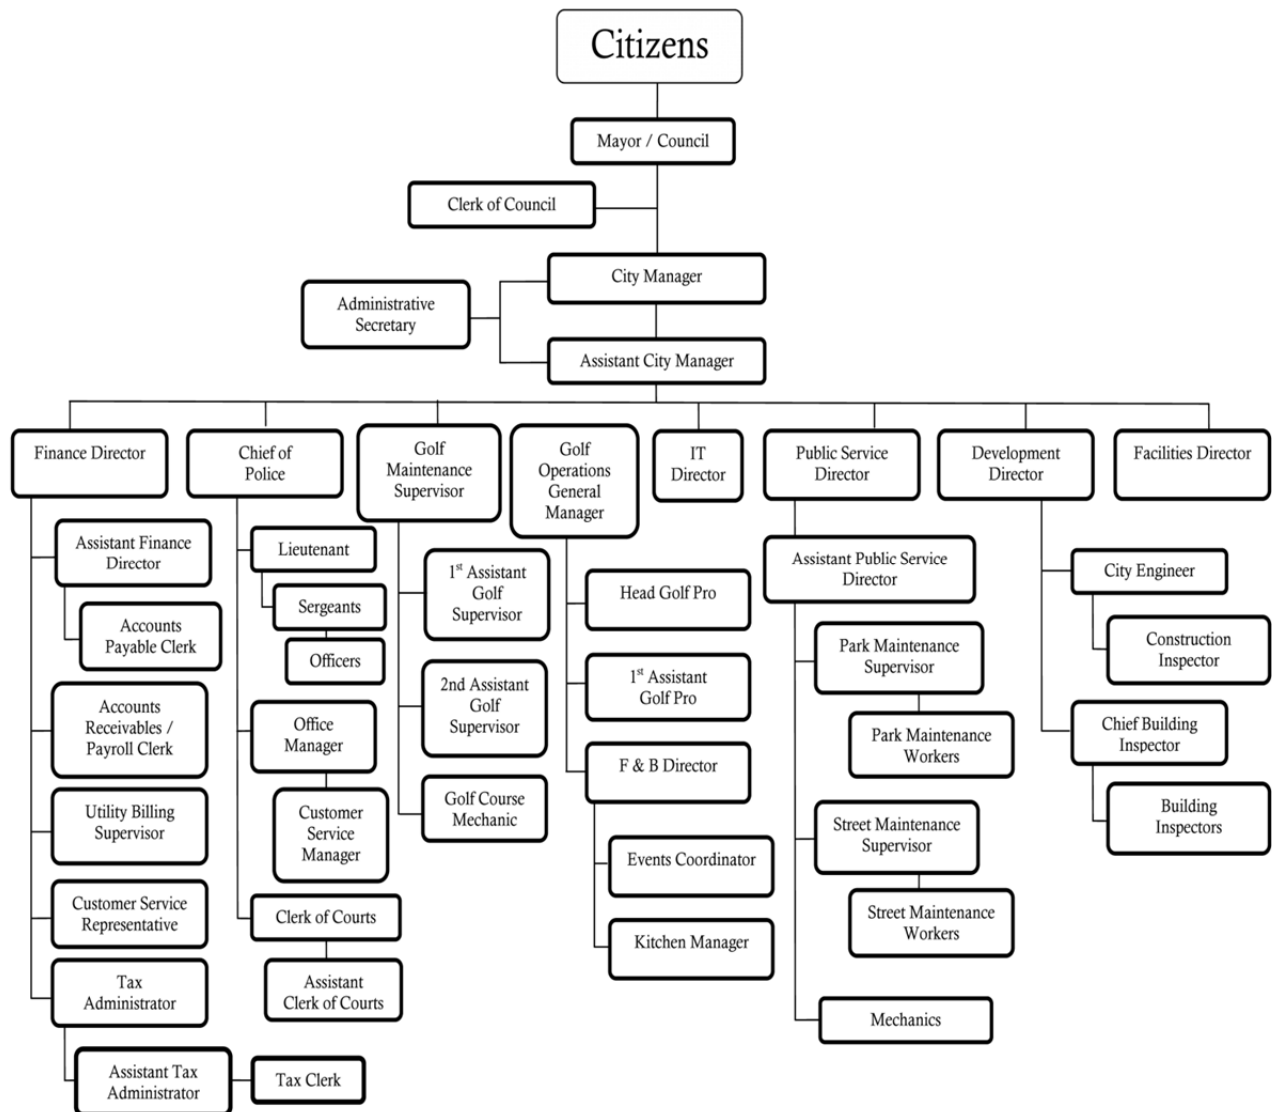 Citizens
Mayor / Council
Clerk of Council
City Manager
Administrative
Secretary
Assistant City Manager
Finance Director
Assistant Finance
Director
Accounts
Payable Clerk
Accounts
Receivables /
Payroll Clerk
Utility Billing
Supervisor
Customer Service
Representative
Tax
Administrator
Assistant Tax
Administrator
Tax Clerk
Chief of
Police
Lieutenant
Sergeants
Officers
Office
Manager
Customer
Service
Manager
Clerk of Courts
Assistant
Clerk of Courts
Golf
Maintenance
Supervisor
1st Assistant
Golf
Supervisor
2nd Assistant
Golf
Supervisor
Golf Course
Mechanic
Golf
Operations
General
Manager
Head Golf Pro
1st Assistant
Golf Pro
F & B Director
Events Coordinator
Kitchen Manager
IT
Director
Public Service
Director
Assistant Public Service
Director
Park Maintenance
Supervisor
Park Maintenance
Workers
Street Maintenance
Supervisor
Street Maintenance
Workers
Mechanics
Development
Director
City Engineer
Construction
Inspector
Chief Building
Inspector
Building
Inspectors
Facilities Director